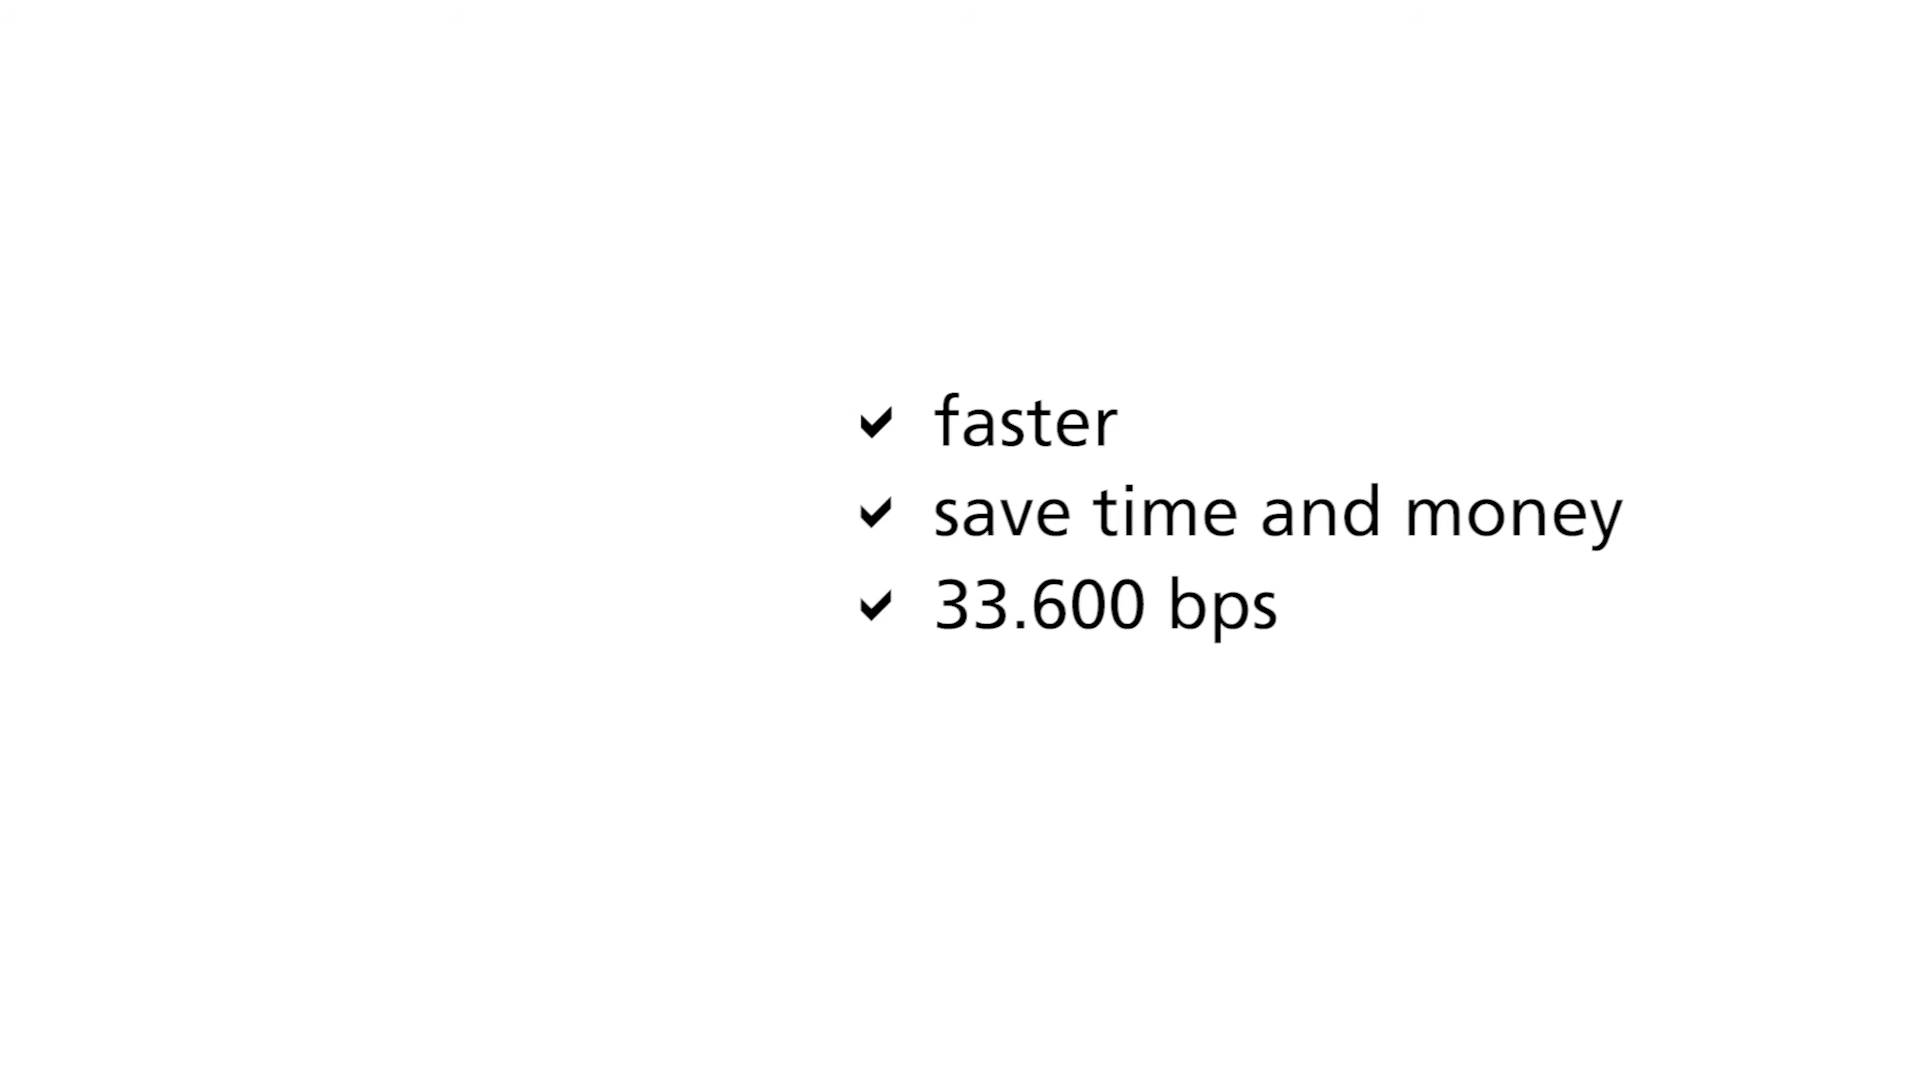 ✔ faster
✔ save time and money
✔ 33.600 bps